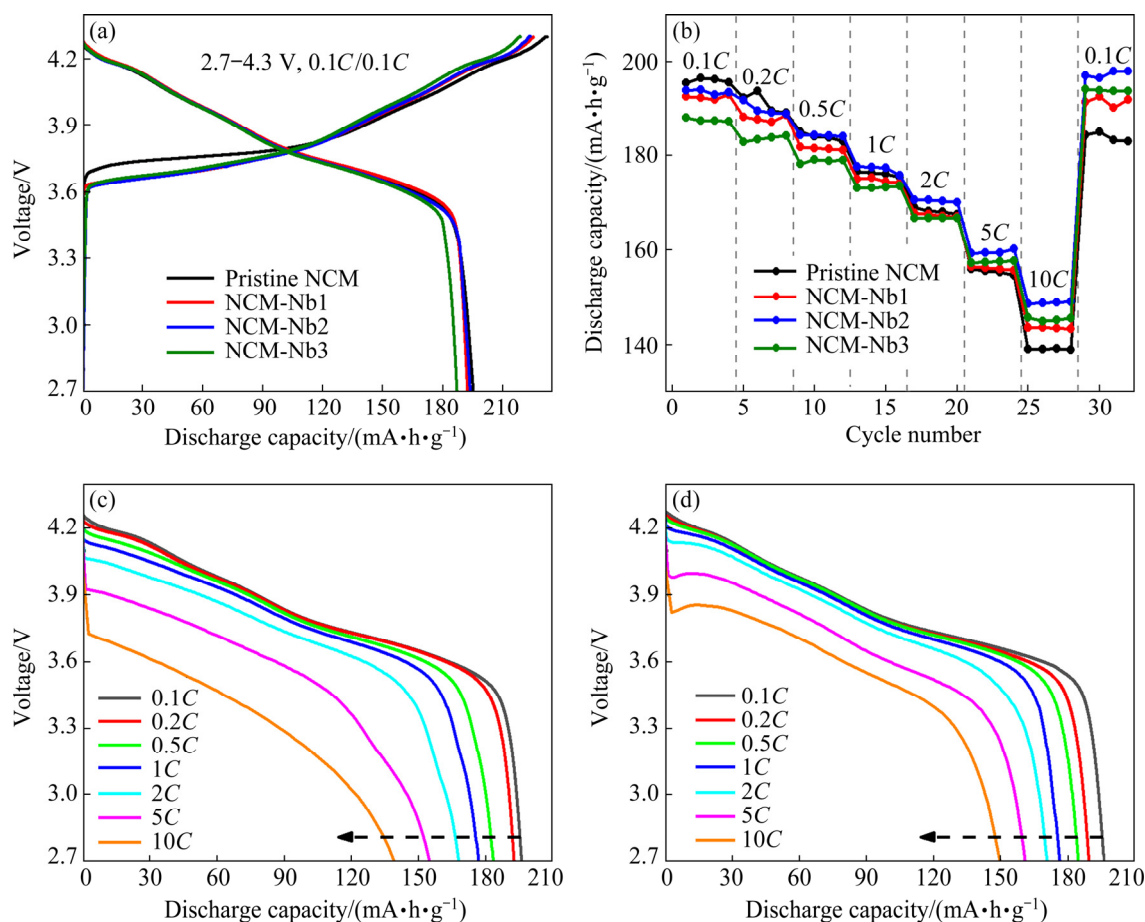 (a)
2.7−4.3 V, 0.1C/0.1C
4.2
3.9
3.6
3.3
3.0
2.7
Voltage/V
Pristine NCM
NCM-Nb1
NCM-Nb2
NCM-Nb3
0 30 60 90 120 150 180 210
Discharge capacity/(mA•h•g⁻¹)
(b)
200
180
160
140
Discharge capacity/(mA•h•g⁻¹)
0.1C
0.2C
0.5C
1C
2C
5C
10C
0.1C
Pristine NCM
NCM-Nb1
NCM-Nb2
NCM-Nb3
0 5 10 15 20 25 30
Cycle number
(c)
4.2
3.9
3.6
3.3
3.0
2.7
Voltage/V
0.1C
0.2C
0.5C
1C
2C
5C
10C
0 30 60 90 120 150 180 210
Discharge capacity/(mA•h•g⁻¹)
(d)
4.2
3.9
3.6
3.3
3.0
2.7
Voltage/V
0.1C
0.2C
0.5C
1C
2C
5C
10C
0 30 60 90 120 150 180 210
Discharge capacity/(mA•h•g⁻¹)